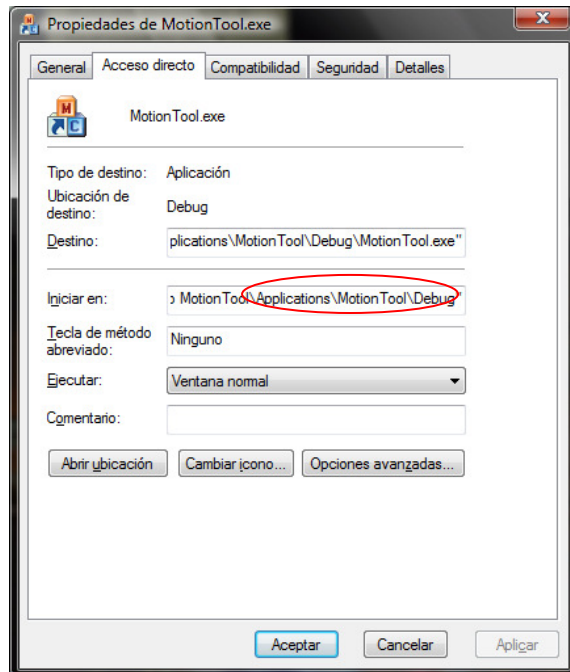 Propiedades de MotionTool.exe
General Acceso directo Compatibilidad Seguridad Detalles
MotionTool.exe
Tipo de destino: Aplicación
Ubicación de
destino: Debug
Destino: plications\MotionTool\Debug\MotionTool.exe"
Iniciar en: MotionTool\Applications\MotionTool\Debug"
Tecla de método
abreviado: Ninguno
Ejecutar: Ventana normal
Comentario:
Abrir ubicación Cambiar icono... Opciones avanzadas...
Aceptar Cancelar Aplicar